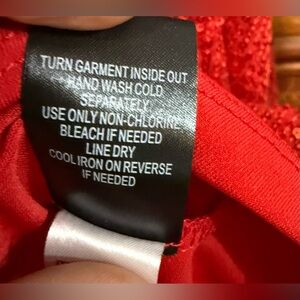 TURN GARMENT INSIDE OUT
HAND WASH COLD
SEPARATELY
USE ONLY NON-CHLORINE
BLEACH IF NEEDED
LINE DRY
COOL IRON ON REVERSE
IF NEEDED